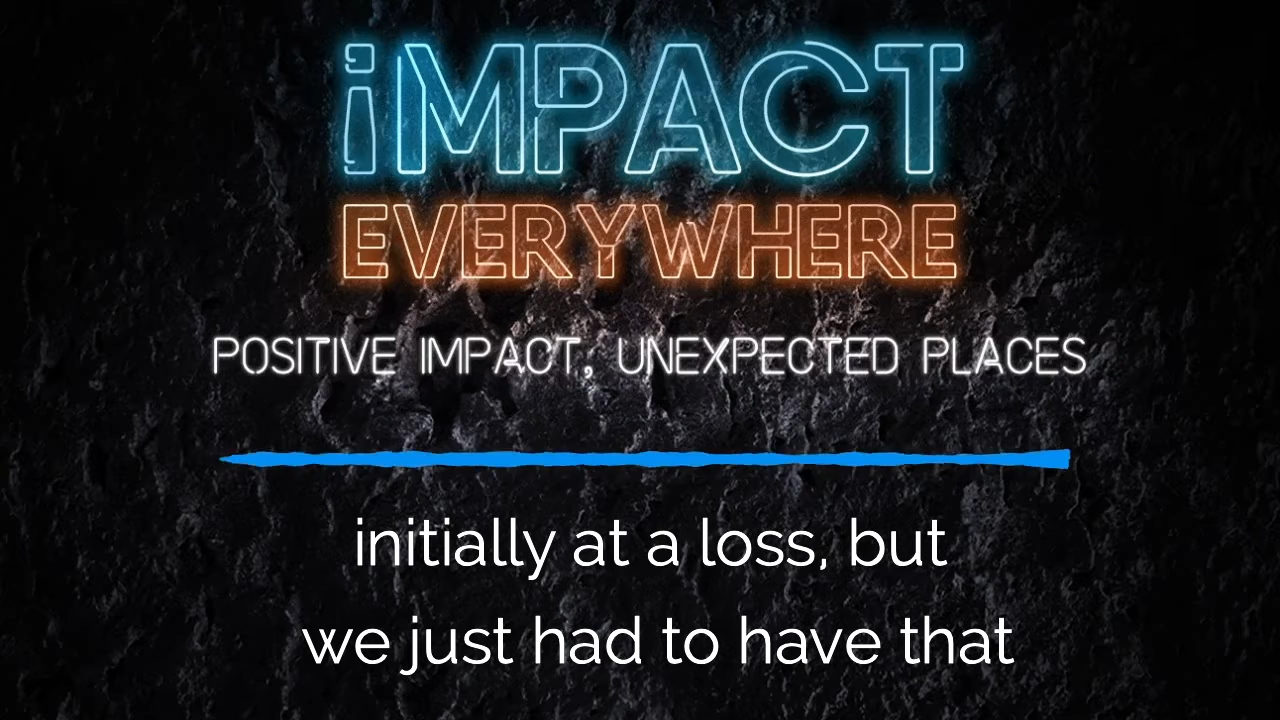 iMPACT
EVERYWHERE
POSITIVE IMPACT, UNEXPECTED PLACES
initially at a loss, but
we just had to have that